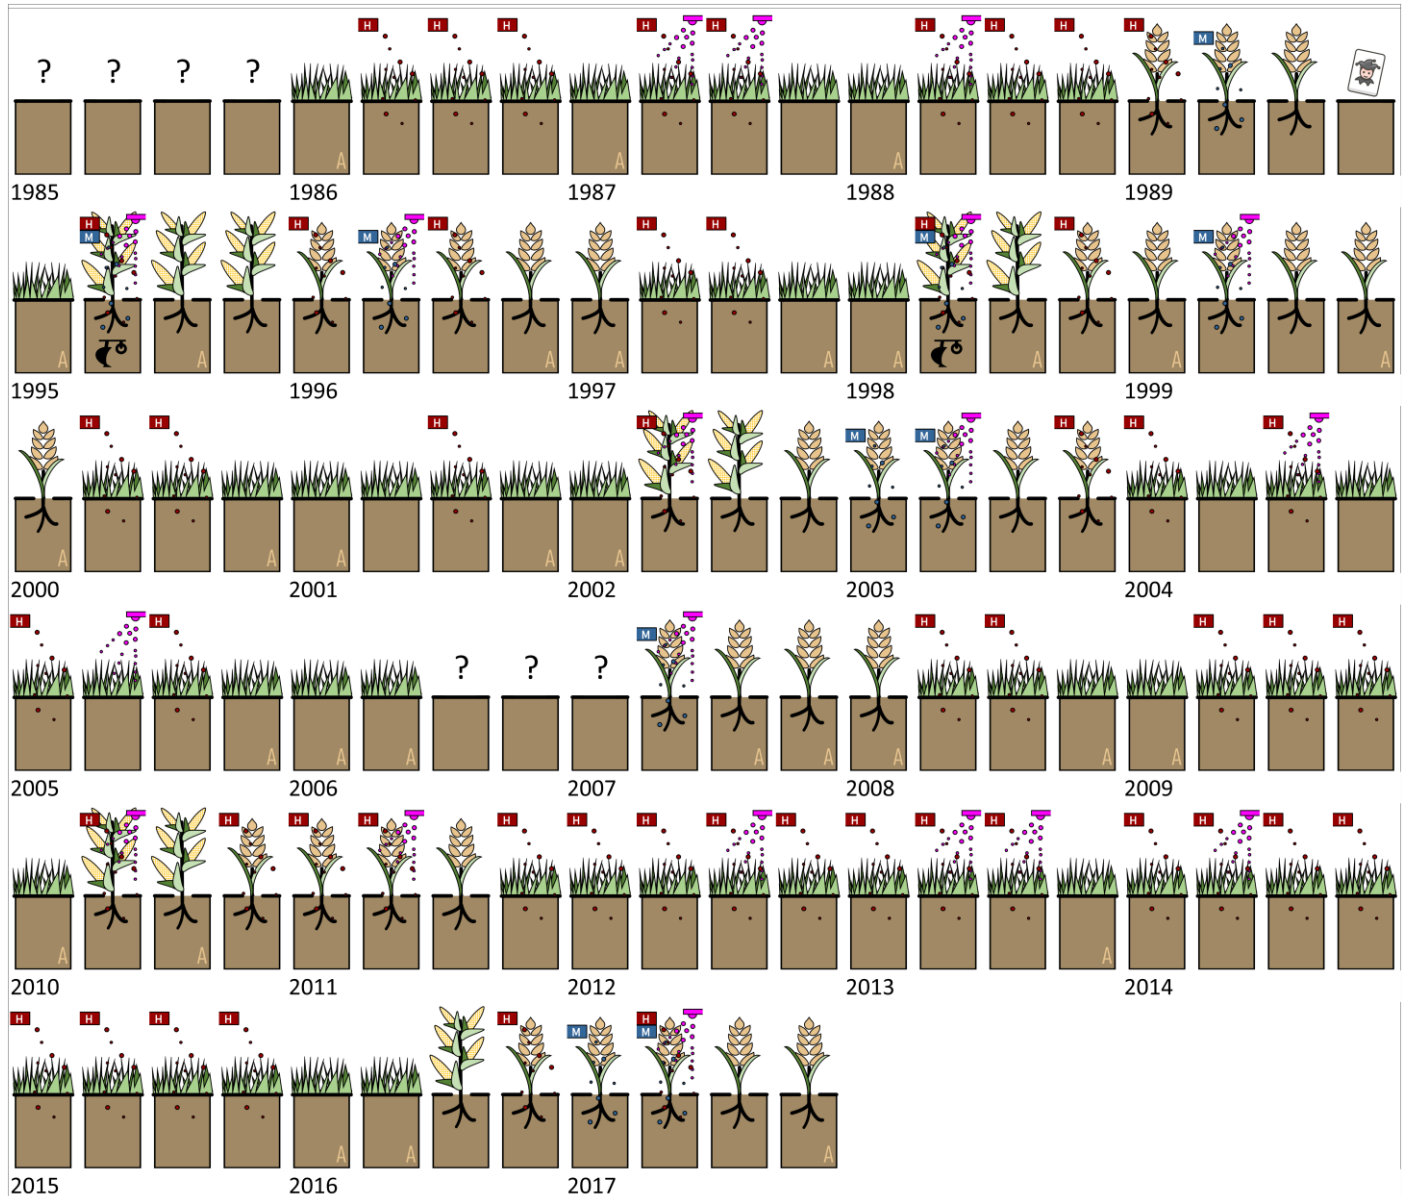 H H H H H H H H H
M
? ? ? ?
A A A
1985 1986 1987 1988 1989
H H H H H H H
M M M M
A A A A A
1995 1996 1997 1998 1999
H H H H H H H
M M
A A A A A
2000 2001 2002 2003 2004
H H H H H H H
M
? ? ?
A A A A A A A A
2005 2006 2007 2008 2009
H H H H H H H H H H H H H H H H
A A A
2010 2011 2012 2013 2014
H H H H H H
M M
A A A
2015 2016 2017